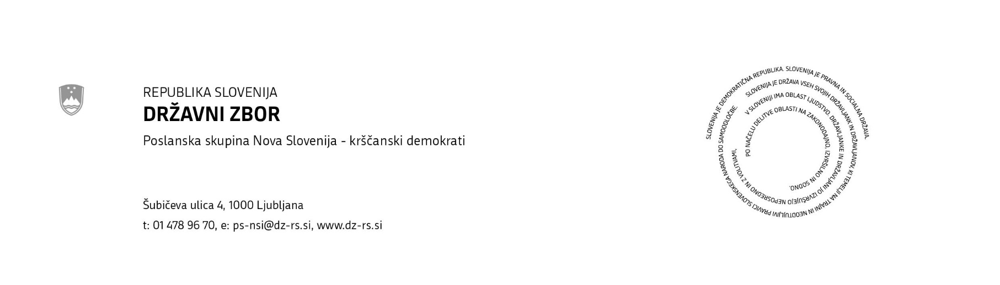 REPUBLIKA SLOVENIJA
DRŽAVNI ZBOR
Poslanska skupina Nova Slovenija - krščanski demokrati
Šubičeva ulica 4, 1000 Ljubljana
t: 01 478 96 70, e: ps-nsi@dz-rs.si, www.dz-rs.si
SLOVENIJA JE DEMOKRATIČNA REPUBLIKA. SLOVENIJA JE PRAVNA IN SOCIALNA DRŽAVA.
SLOVENIJA JE DRŽAVA VSEH SVOJIH DRŽAVLJANK IN DRŽAVLJANOV, KI TEMELJI NA TRAJNI IN NEODTUJLJIVI PRAVICI SLOVENSKEGA NARODA DO SAMOODLOČBE.
V SLOVENIJI IMA OBLAST LJUDSTVO. DRŽAVLJANKE IN DRŽAVLJANI JO IZVRŠUJEJO NEPOSREDNO IN Z VOLITVAMI,
PO NAČELU DELITVE OBLASTI NA ZAKONODAJNO, IZVRŠILNO IN SODNO.